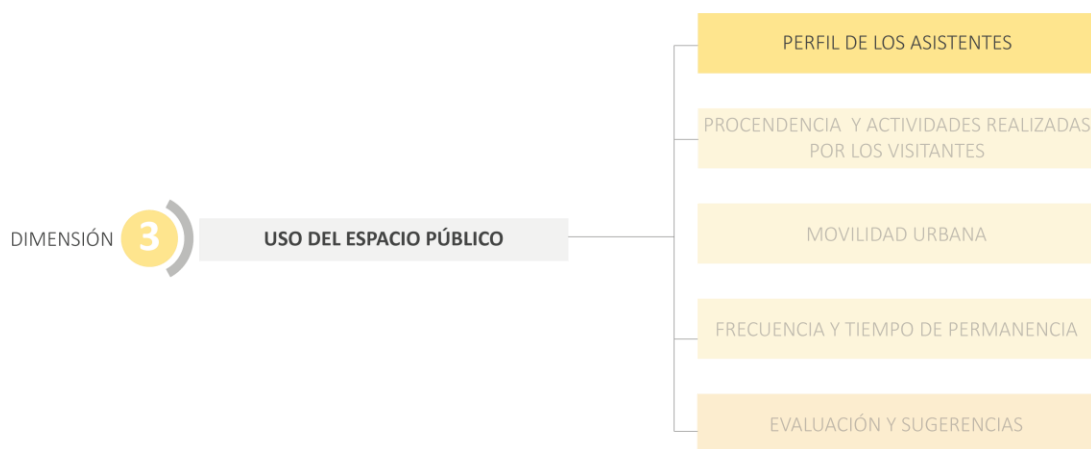 PERFIL DE LOS ASISTENTES
PROCENDENCIA Y ACTIVIDADES REALIZADAS
POR LOS VISITANTES
DIMENSIÓN 3 USO DEL ESPACIO PÚBLICO
MOVILIDAD URBANA
FRECUENCIA Y TIEMPO DE PERMANENCIA
EVALUACIÓN Y SUGERENCIAS